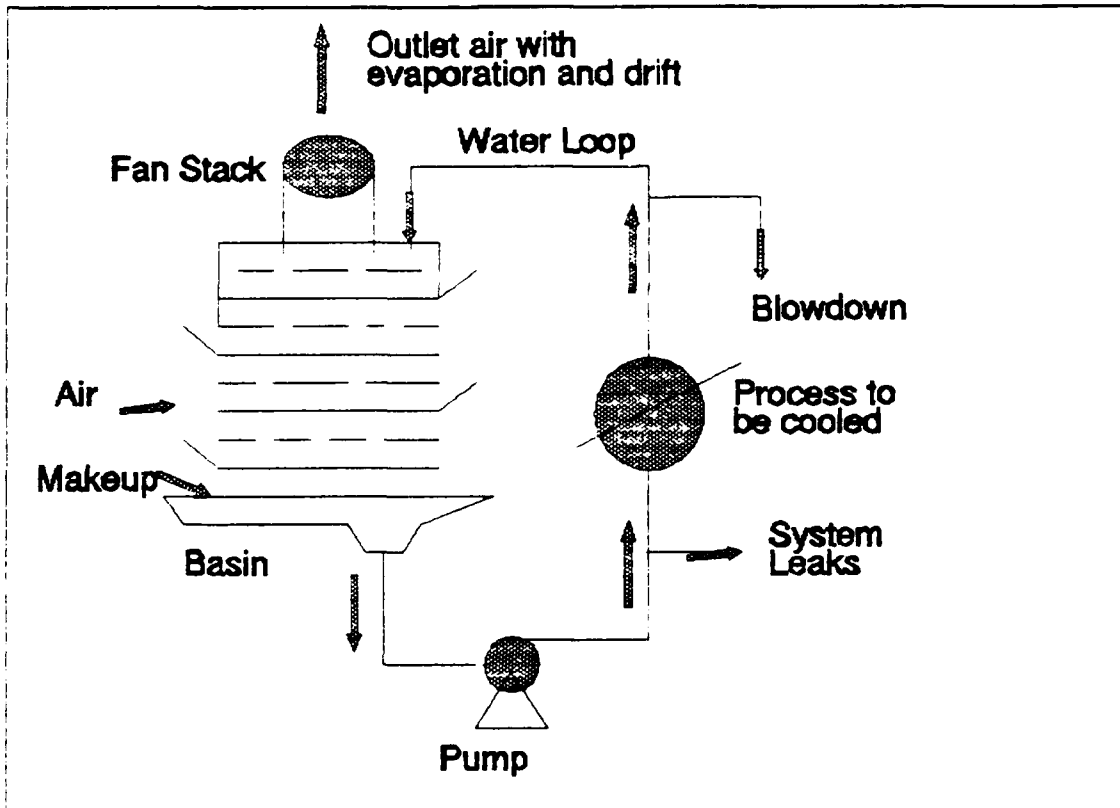 Outlet air with
evaporation and drift
Water Loop
Fan Stack
Blowdown
Air
Process to
be cooled
Makeup
System
Leaks
Basin
Pump